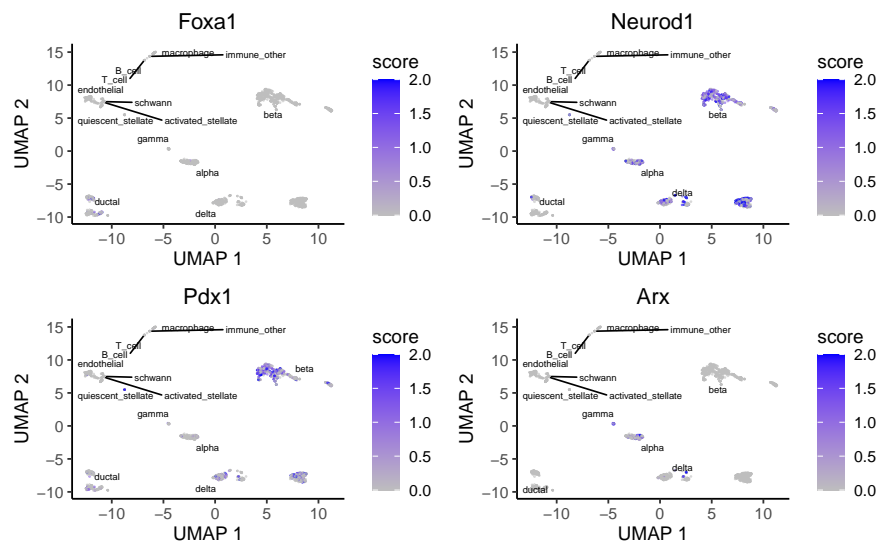 Foxa1
15
10
5
0
−5
−10
UMAP 2
macrophage
immune_other
B_cell
T_cell
endothelial
schwann
quiescent_stellate
activated_stellate
beta
gamma
alpha
ductal
delta
−10
−5
0
5
10
UMAP 1
score
2.0
1.5
1.0
0.5
0.0
Neurod1
15
10
5
0
−5
−10
UMAP 2
macrophage
immune_other
B_cell
T_cell
endothelial
schwann
quiescent_stellate
activated_stellate
beta
gamma
alpha
delta
ductal
−10
−5
0
5
10
UMAP 1
score
2.0
1.5
1.0
0.5
0.0
Pdx1
15
10
5
0
−5
−10
UMAP 2
macrophage
immune_other
T_cell
B_cell
endothelial
beta
schwann
quiescent_stellate
activated_stellate
gamma
alpha
ductal
delta
−10
−5
0
5
10
UMAP 1
score
2.0
1.5
1.0
0.5
0.0
Arx
15
10
5
0
−5
−10
UMAP 2
macrophage
immune_other
T_cell
B_cell
endothelial
schwann
quiescent_stellate
activated_stellate
beta
gamma
alpha
delta
ductal
−10
−5
0
5
10
UMAP 1
score
2.0
1.5
1.0
0.5
0.0